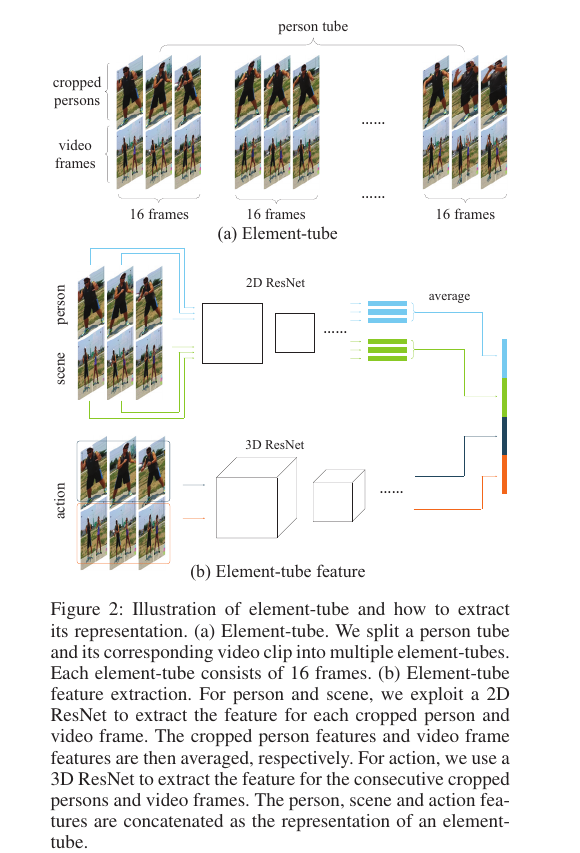 person tube
cropped
persons
video
frames
......
......
16 frames
16 frames
16 frames
(a) Element-tube
person
scene
2D ResNet
......
average
action
3D ResNet
......
(b) Element-tube feature
Figure 2: Illustration of element-tube and how to extract
its representation. (a) Element-tube. We split a person tube
and its corresponding video clip into multiple element-tubes.
Each element-tube consists of 16 frames. (b) Element-tube
feature extraction. For person and scene, we exploit a 2D
ResNet to extract the feature for each cropped person and
video frame. The cropped person features and video frame
features are then averaged, respectively. For action, we use a
3D ResNet to extract the feature for the consecutive cropped
persons and video frames. The person, scene and action fea-
tures are concatenated as the representation of an element-
tube.